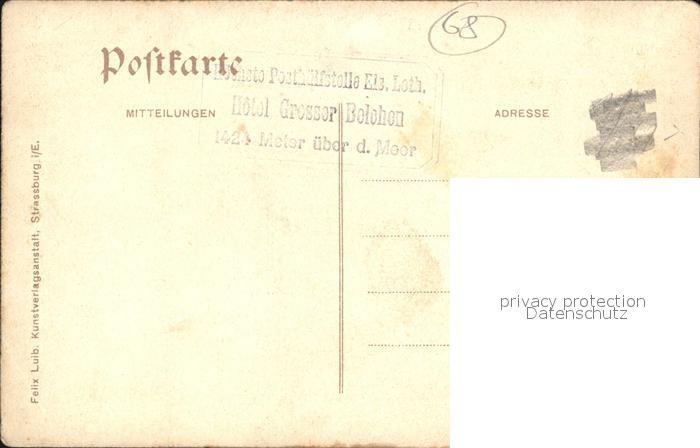 68
Postkarte
Höchste Posthilfstelle Els. Loth.
Hôtel Grosser Belchen
1424 Meter über d. Meer
MITTEILUNGEN
ADRESSE
Felix Luib. Kunstverlagsanstalt, Strassburg i/E.
privacy protection
Datenschutz